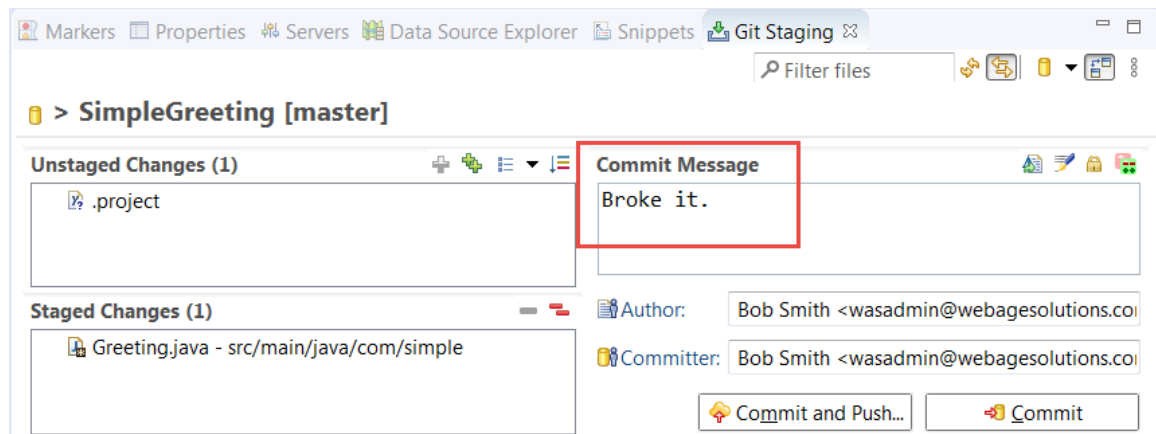 Markers Properties Servers Data Source Explorer Snippets Git Staging
Filter files
> SimpleGreeting [master]
Unstaged Changes (1)
.project
Staged Changes (1)
Greeting.java - src/main/java/com/simple
Commit Message
Broke it.
Author: Bob Smith <wasadmin@webagesolutions.co
Committer: Bob Smith <wasadmin@webagesolutions.co
Commit and Push... Commit